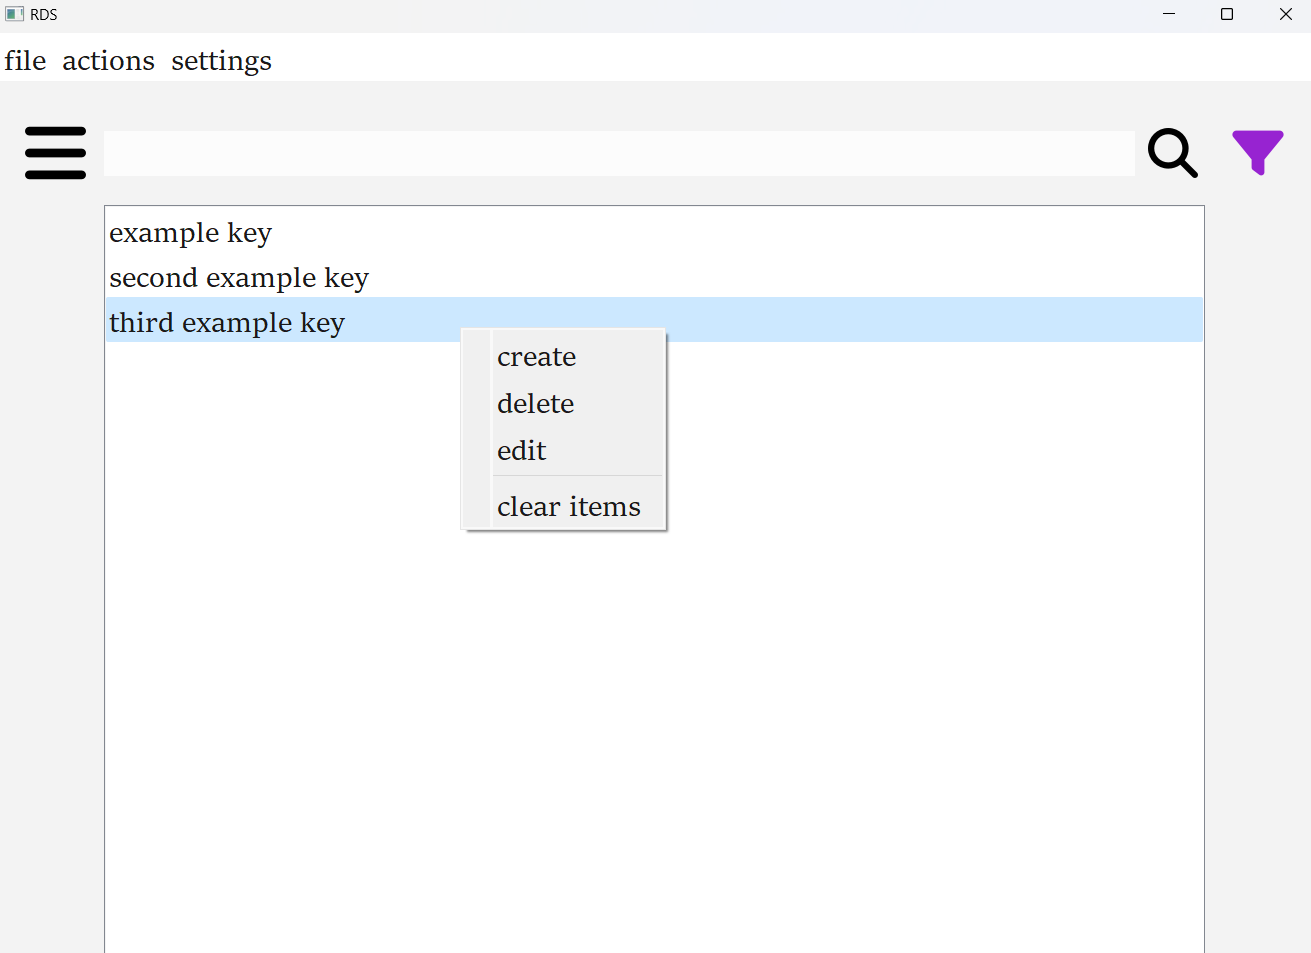 RDS
file actions settings
example key
second example key
third example key
create
delete
edit
clear items